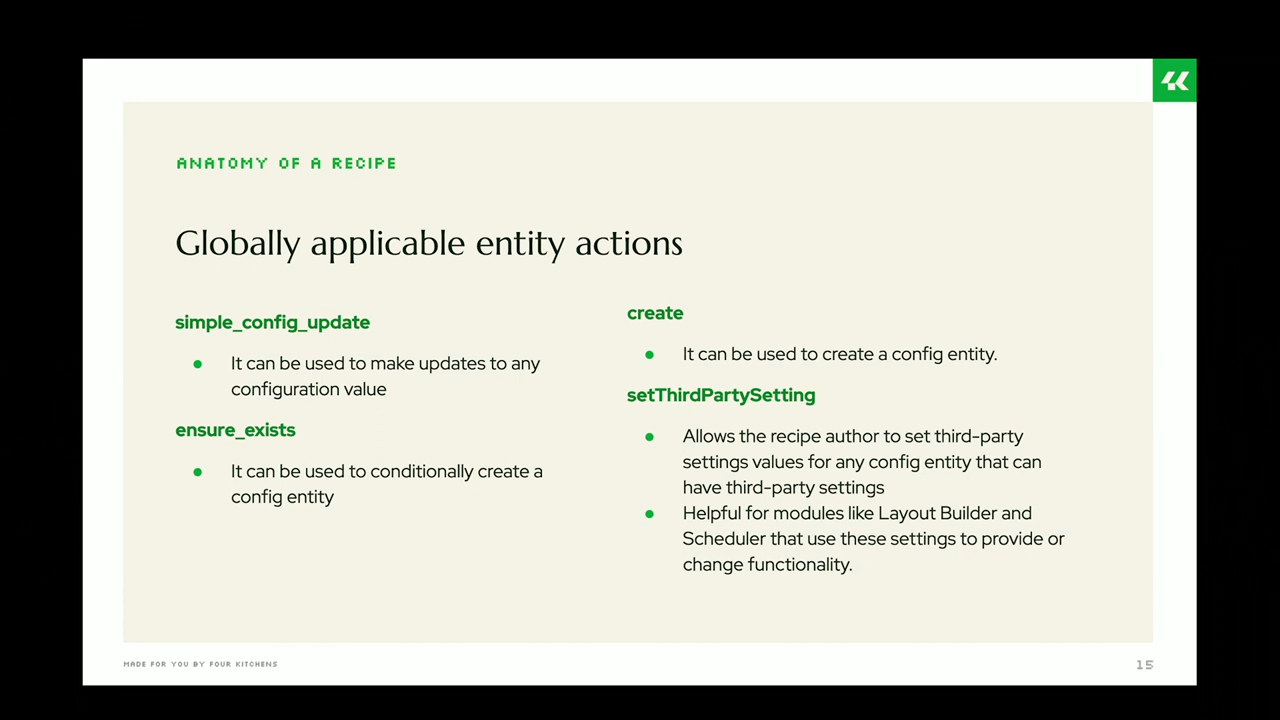 ANATOMY OF A RECIPE
Globally applicable entity actions
simple_config_update
● It can be used to make updates to any
configuration value
ensure_exists
● It can be used to conditionally create a
config entity
create
● It can be used to create a config entity.
setThirdPartySetting
● Allows the recipe author to set third-party
settings values for any config entity that can
have third-party settings
● Helpful for modules like Layout Builder and
Scheduler that use these settings to provide or
change functionality.
MADE FOR YOU BY FOUR KITCHENS
15